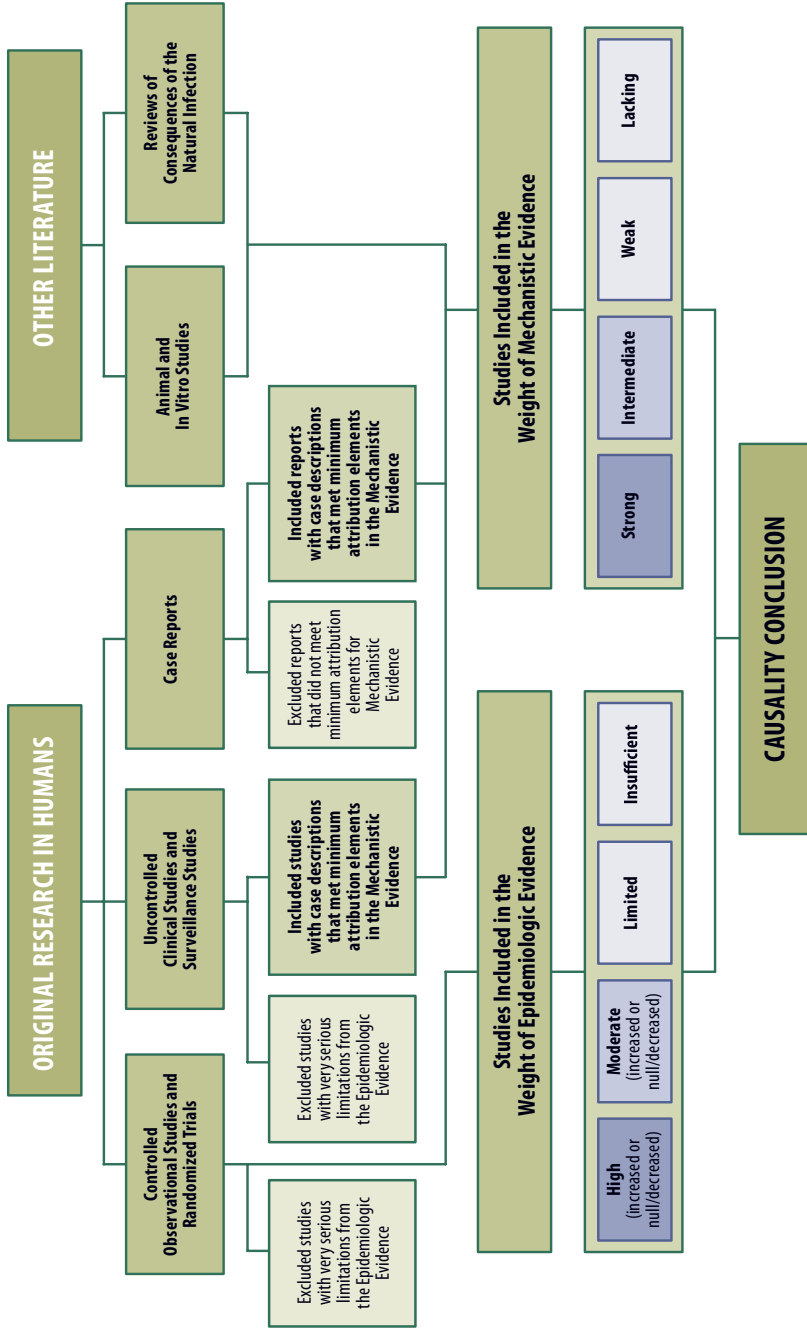 ORIGINAL RESEARCH IN HUMANS
OTHER LITERATURE
Controlled
Observational Studies and
Randomized Trials
Uncontrolled
Clinical Studies and
Surveillance Studies
Case Reports
Animal and
In Vitro Studies
Reviews of
Consequences of the
Natural Infection
Excluded studies
with very serious
limitations from
the Epidemiologic
Evidence
Excluded studies
with very serious
limitations from
the Epidemiologic
Evidence
Included studies
with case descriptions
that met minimum
attribution elements
in the Mechanistic
Evidence
Excluded reports
that did not meet
minimum attribution
elements for
Mechanistic
Evidence
Included reports
with case descriptions
that met minimum
attribution elements
in the Mechanistic
Evidence
Studies Included in the
Weight of Epidemiologic Evidence
Studies Included in the
Weight of Mechanistic Evidence
High
(increased or
null/decreased)
Moderate
(increased or
null/decreased)
Limited
Insufficient
Strong
Intermediate
Weak
Lacking
CAUSALITY CONCLUSION